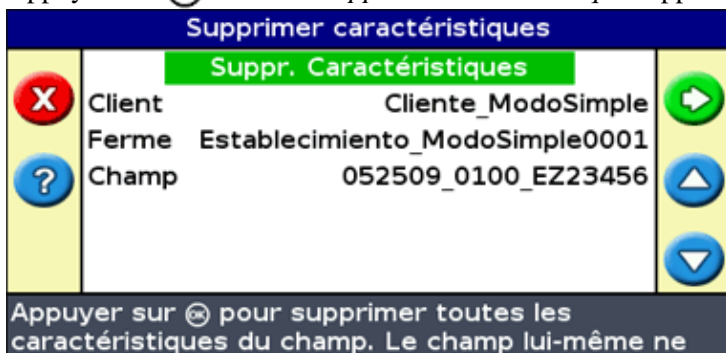 Supprimer caractéristiques
Suppr. Caractéristiques
Client Cliente_ModoSimple
Ferme Establecimiento_ModoSimple0001
Champ 052509_0100_EZ23456
X
?
Appuyer sur OK pour supprimer toutes les
caractéristiques du champ. Le champ lui-même ne